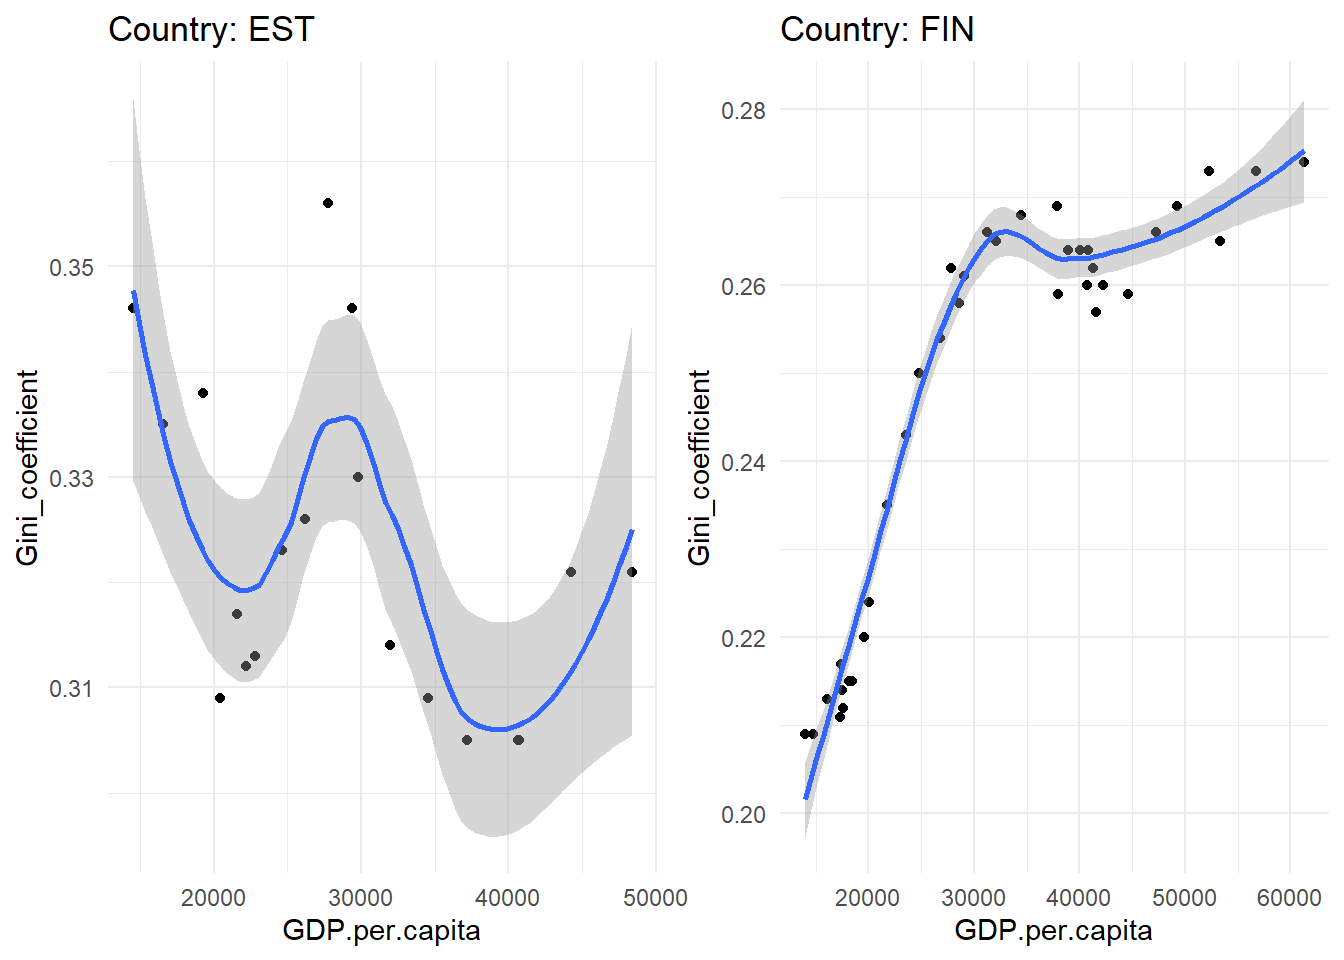 Country: EST
Gini_coefficient
0.35
0.33
0.31
20000 30000 40000 50000
GDP.per.capita
Country: FIN
Gini_coefficient
0.28
0.26
0.24
0.22
0.20
20000 30000 40000 50000 60000
GDP.per.capita